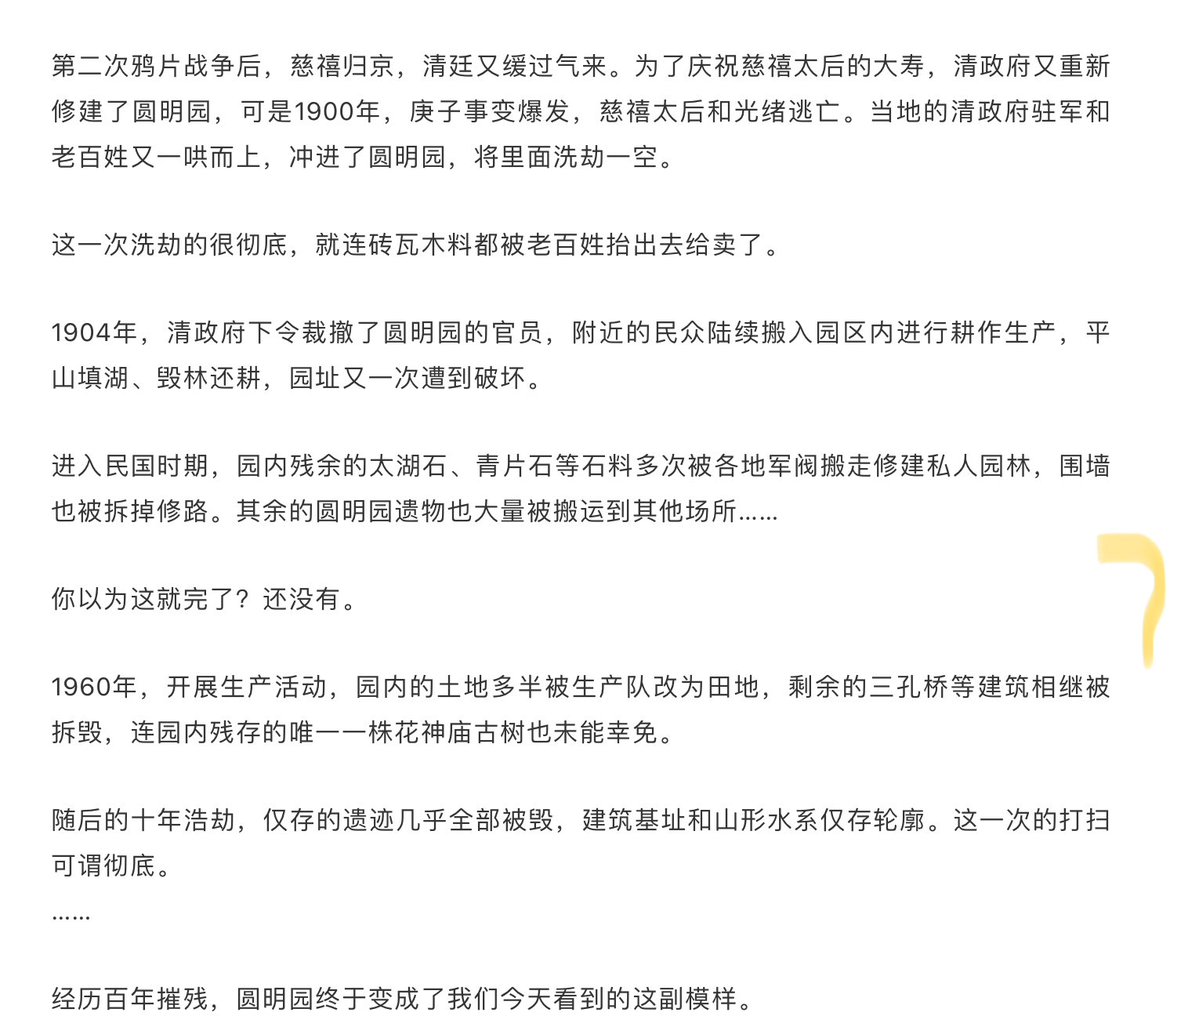 第二次鸦片战争后，慈禧归京，清廷又缓过气来。为了庆祝慈禧太后的大寿，清政府又重新
修建了圆明园，可是1900年，庚子事变爆发，慈禧太后和光绪逃亡。当地的清政府驻军和
老百姓又一哄而上，冲进了圆明园，将里面洗劫一空。
这一次洗劫的很彻底，就连砖瓦木料都被老百姓抬出去给卖了。
1904年，清政府下令裁撤了圆明园的官员，附近的民众陆续搬入园区内进行耕作生产，平
山填湖、毁林还耕，园址又一次遭到破坏。
进入民国时期，园内残余的太湖石、青片石等石料多次被各地军阀搬走修建私人园林，围墙
也被拆掉修路。其余的圆明园遗物也大量被搬运到其他场所……
你以为这就完了？还没有。
1960年，开展生产活动，园内的土地多半被生产队改为田地，剩余的三孔桥等建筑相继被
拆毁，连园内残存的唯一一株花神庙古树也未能幸免。
随后的十年浩劫，仅存的遗迹几乎全部被毁，建筑基址和山形水系仅存轮廓。这一次的打扫
可谓彻底。
……
经历百年摧残，圆明园终于变成了我们今天看到的这副模样。